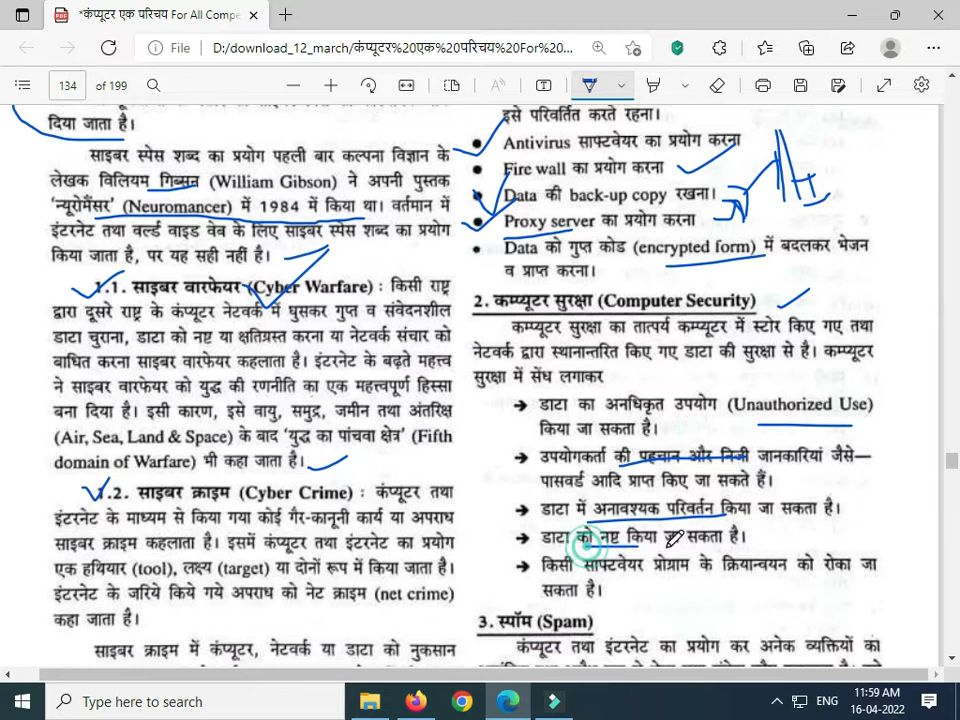 *कंप्यूटर एक परिचय For All Compe
File
D:/download_12_march/कंप्यूटर%20एक%20परिचय%20For%20...
134 of 199
दिया जाता है।
साइबर स्पेस शब्द का प्रयोग पहली बार कल्पना विज्ञान के
लेखक विलियम गिब्सन (William Gibson) ने अपनी पुस्तक
'न्यूरोमैंसर' (Neuromancer) में 1984 में किया था। वर्तमान में
इंटरनेट तथा वर्ल्ड वाइड वेब के लिए साइबर स्पेस शब्द का प्रयोग
किया जाता है, पर यह सही नहीं है।
1.1. साइबर वारफेयर (Cyber Warfare) : किसी राष्ट्र
द्वारा दूसरे राष्ट्र के कंप्यूटर नेटवर्क में घुसकर गुप्त व संवेदनशील
डाटा चुराना, डाटा को नष्ट या क्षतिग्रस्त करना या नेटवर्क संचार को
बाधित करना साइबर वारफेयर कहलाता है। इंटरनेट के बढ़ते महत्त्व
ने साइबर वारफेयर को युद्ध की रणनीति का एक महत्त्वपूर्ण हिस्सा
बना दिया है। इसी कारण, इसे वायु, समुद्र, जमीन तथा अंतरिक्ष
(Air, Sea, Land & Space) के बाद 'युद्ध का पांचवा क्षेत्र' (Fifth
domain of Warfare) भी कहा जाता है।
1.2. साइबर क्राइम (Cyber Crime) : कंप्यूटर तथा
इंटरनेट के माध्यम से किया गया कोई गैर-कानूनी कार्य या अपराध
साइबर क्राइम कहलाता है। इसमें कंप्यूटर तथा इंटरनेट का प्रयोग
एक हथियार (tool), लक्ष्य (target) या दोनों रूप में किया जाता है।
इंटरनेट के जरिये किये गये अपराध को नेट क्राइम (net crime)
कहा जाता है।
साइबर क्राइम में कंप्यूटर, नेटवर्क या डाटा को नुकसान
इसे परिवर्तित करते रहना।
● Antivirus साफ्टवेयर का प्रयोग करना
● Fire wall का प्रयोग करना
● Data की back-up copy रखना।
● Proxy server का प्रयोग करना
● Data को गुप्त कोड (encrypted form) में बदलकर भेजन
व प्राप्त करना।
2. कम्प्यूटर सुरक्षा (Computer Security)
कम्प्यूटर सुरक्षा का तात्पर्य कम्प्यूटर में स्टोर किए गए तथा
नेटवर्क द्वारा स्थानान्तरित किए गए डाटा की सुरक्षा से है। कम्प्यूटर
सुरक्षा में सेंध लगाकर
➔ डाटा का अनधिकृत उपयोग (Unauthorized Use)
किया जा सकता है।
➔ उपयोगकर्ता की पहचान और निजी जानकारियां जैसे—
पासवर्ड आदि प्राप्त किए जा सकते हैं।
➔ डाटा में अनावश्यक परिवर्तन किया जा सकता है।
➔ डाटा को नष्ट किया जा सकता है।
➔ किसी साफ्टवेयर प्रोग्राम के क्रियान्वयन को रोका जा
सकता है।
3. स्पॉम (Spam)
कंप्यूटर तथा इंटरनेट का प्रयोग कर अनेक व्यक्तियों को
Type here to search
ENG
11:59 AM
16-04-2022